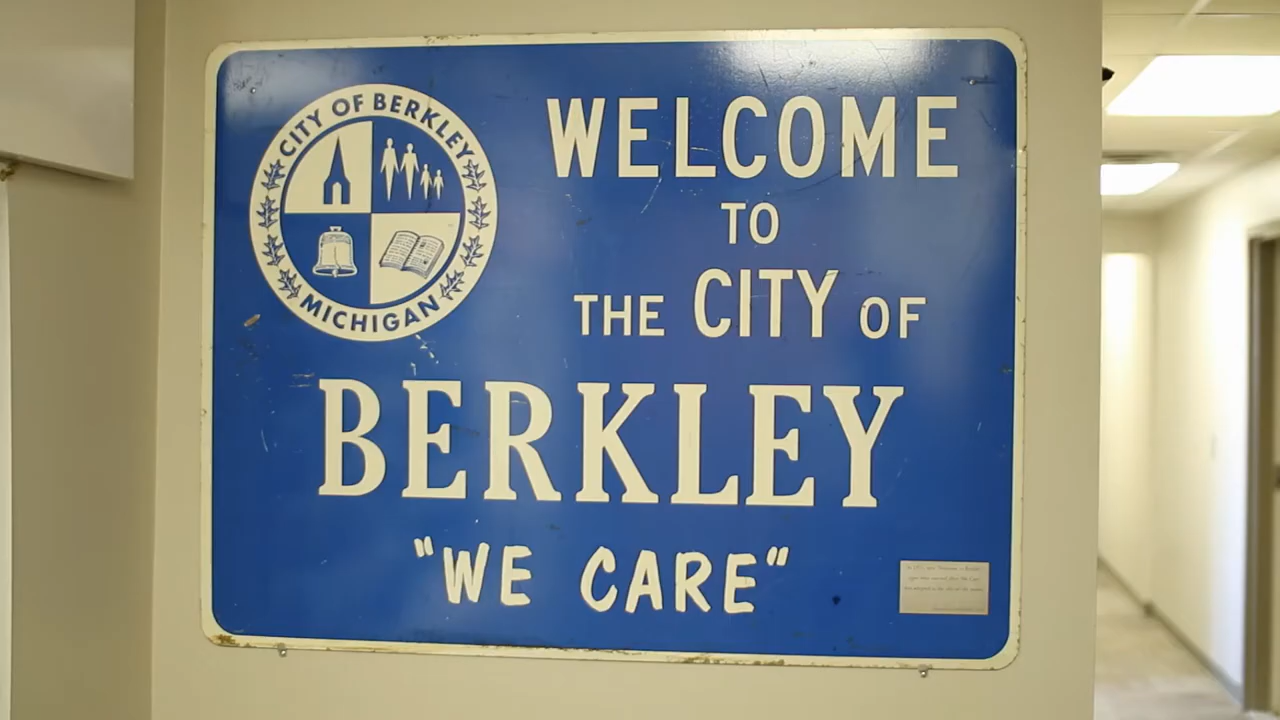 CITY OF BERKLEY
MICHIGAN
WELCOME
TO
THE CITY OF
BERKLEY
"WE CARE"